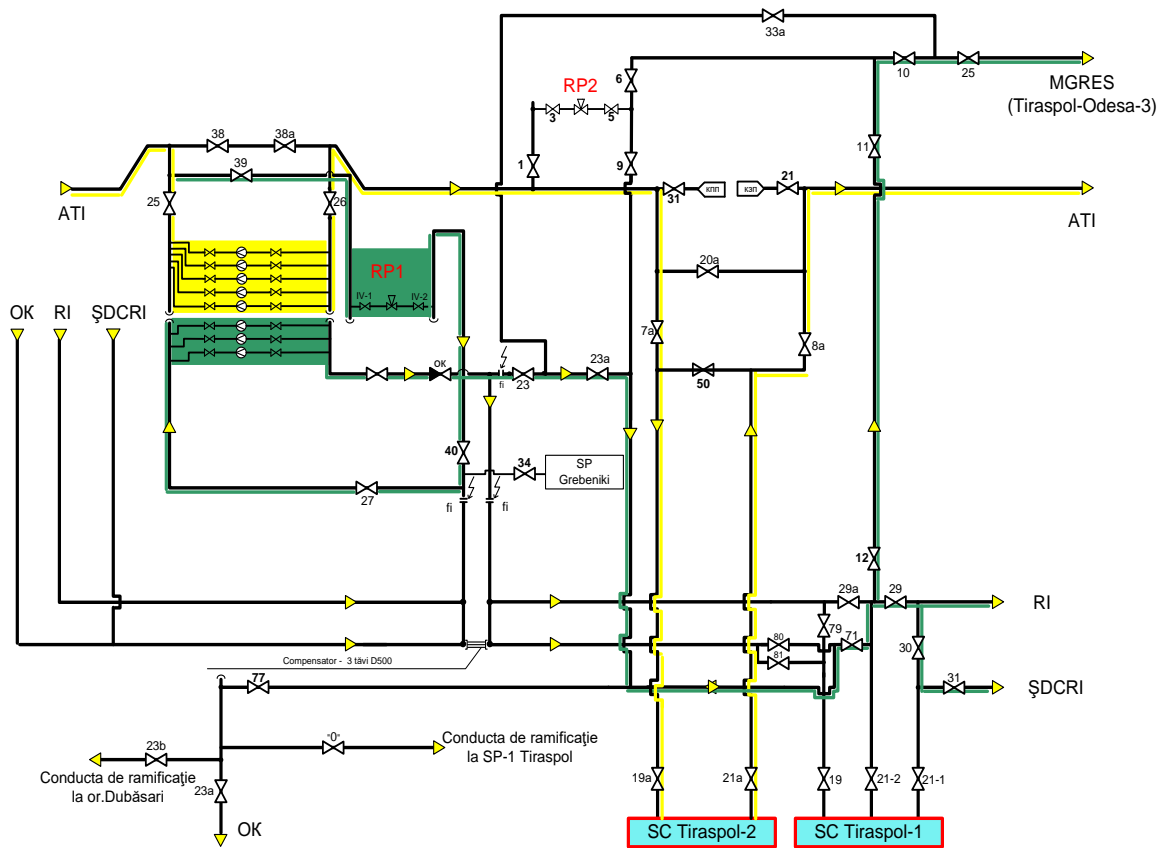 33a
10
25
MGRES
(Tiraspol-Odesa-3)
6
RP2
3
5
38
38a
1
9
11
39
31
кпп
кзп
21
ATI
25
26
ATI
20a
RP1
IV-1
IV-2
OK
RI
ŞDCRI
7a
8a
ок
fi
23
23a
50
40
34
SP
Grebeniki
27
fi
fi
12
29a
29
RI
79
80
71
30
81
Compensator - 3 tăvi D500
77
31
ŞDCRI
"0"
Conducta de ramificaţie
la SP-1 Tiraspol
23b
Conducta de ramificaţie
la or.Dubăsari
23a
19a
21a
19
21-2
21-1
OK
SC Tiraspol-2
SC Tiraspol-1